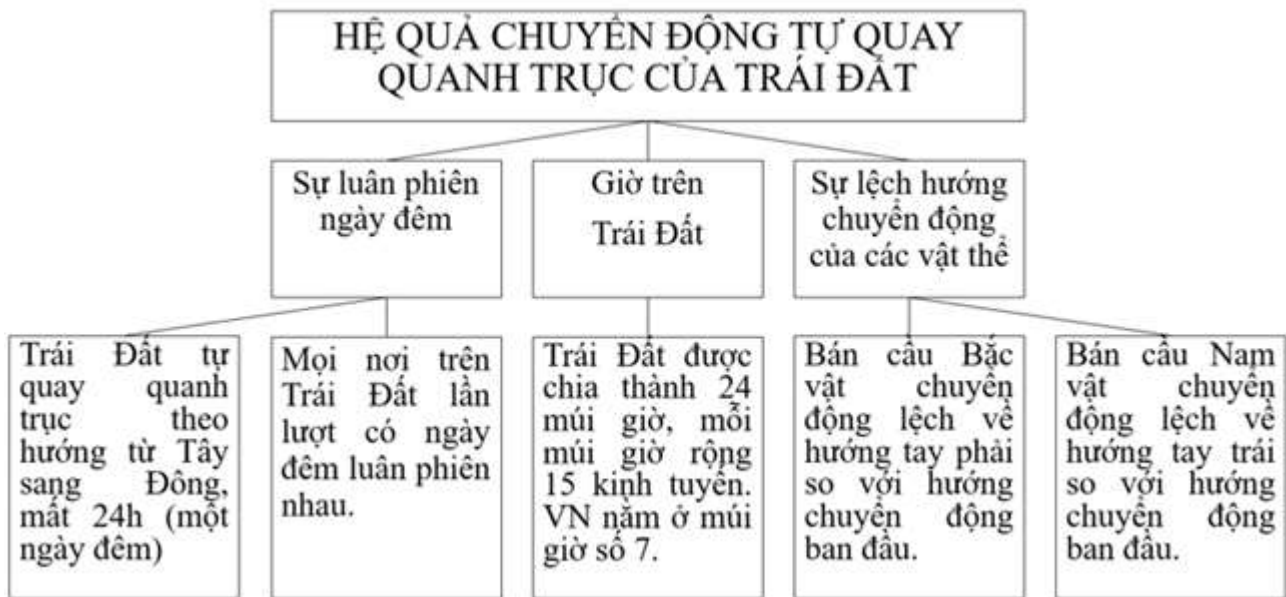 HỆ QUẢ CHUYỂN ĐỘNG TỰ QUAY
QUANH TRỤC CỦA TRÁI ĐẤT
Sự luân phiên
ngày đêm
Giờ trên
Trái Đất
Sự lệch hướng
chuyển động
của các vật thể
Trái Đất tự
quay quanh
trục theo
hướng từ Tây
sang Đông,
mất 24h (một
ngày đêm)
Mọi nơi trên
Trái Đất lần
lượt có ngày
đêm luân phiên
nhau.
Trái Đất được
chia thành 24
múi giờ, mỗi
múi giờ rộng
15 kinh tuyến.
VN nằm ở múi
giờ số 7.
Bán cầu Bắc
vật chuyển
động lệch về
hướng tay phải
so với hướng
chuyển động
ban đầu.
Bán cầu Nam
vật chuyển
động lệch về
hướng tay trái
so với hướng
chuyển động
ban đầu.